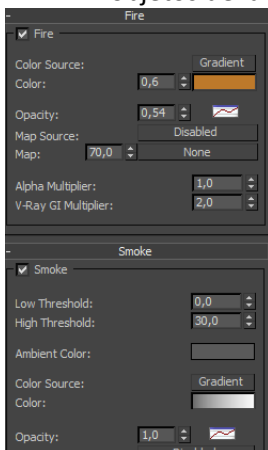 Fire
Fire
Color Source: Gradient
Color: 0,6
Opacity: 0,54
Map Source: Disabled
Map: 70,0 None
Alpha Multiplier: 1,0
V-Ray GI Multiplier: 2,0
Smoke
Smoke
Low Threshold: 0,0
High Threshold: 30,0
Ambient Color:
Color Source: Gradient
Color:
Opacity: 1,0